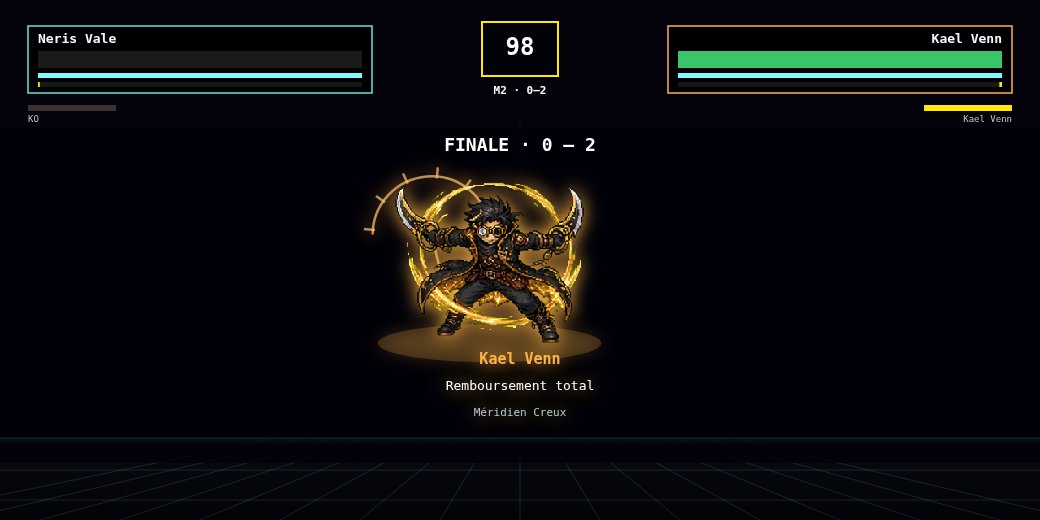 Neris Vale
98
Kael Venn
M2 · 0–2
KO
Kael Venn
FINALE · 0 — 2
Kael Venn
Remboursement total
Méridien Creux